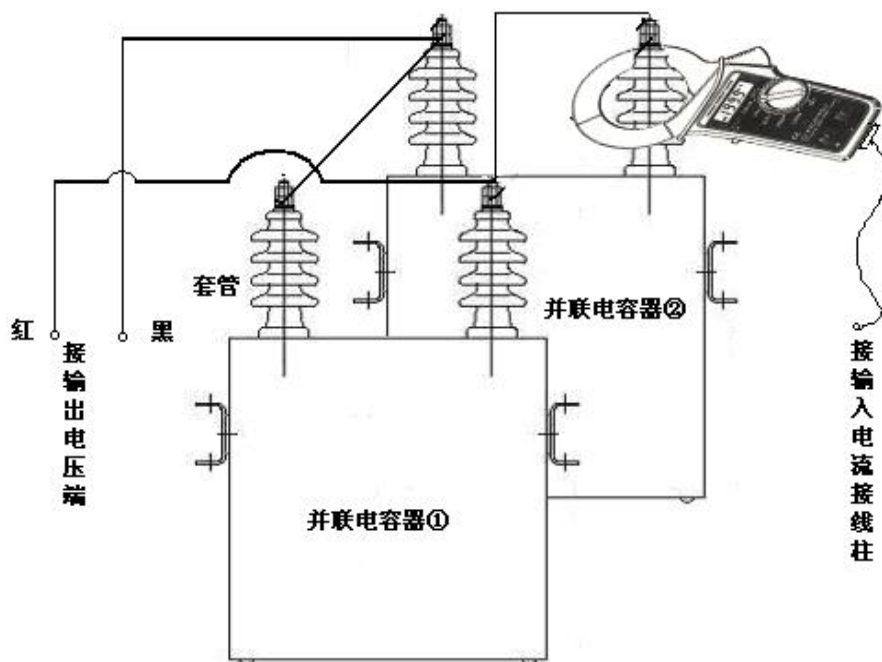 套管
并联电容器②
红
黑
接输出电压端
接输入电流接线柱
并联电容器①